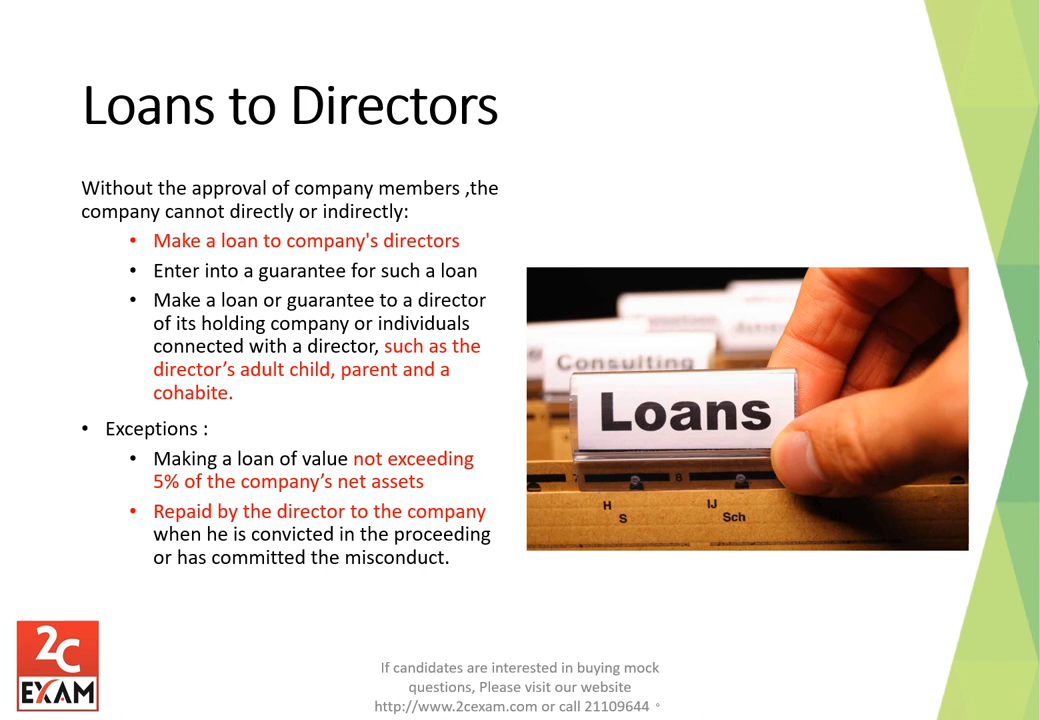 Loans to Directors
Without the approval of company members ,the
company cannot directly or indirectly:
• Make a loan to company's directors
• Enter into a guarantee for such a loan
• Make a loan or guarantee to a director
of its holding company or individuals
connected with a director, such as the
director’s adult child, parent and a
cohabite.
• Exceptions :
• Making a loan of value not exceeding
5% of the company’s net assets
• Repaid by the director to the company
when he is convicted in the proceeding
or has committed the misconduct.
Consulting
Loans
7
8
H
S
IJ
Sch
2C
EXAM
If candidates are interested in buying mock
questions, Please visit our website
http://www.2cexam.com or call 21109644 。